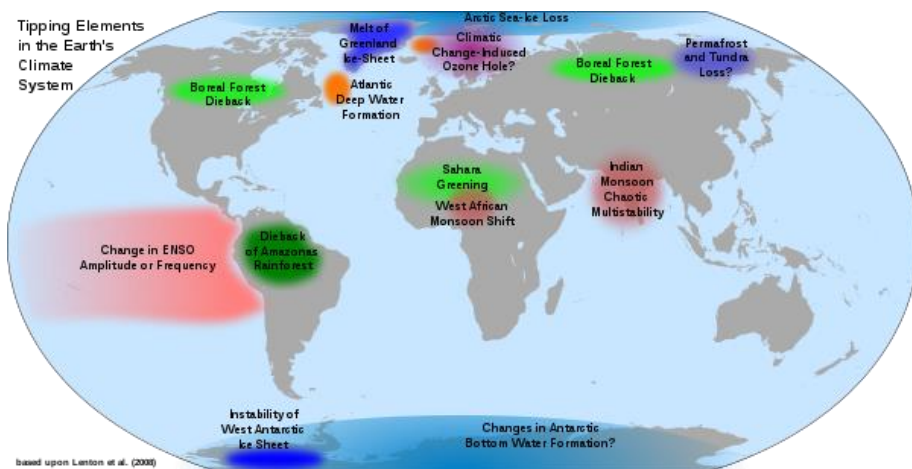 Tipping Elements
in the Earth's
Climate
System
Arctic Sea-Ice Loss
Melt of
Greenland
Ice-Sheet
Climatic
Change-Induced
Ozone Hole?
Permafrost
and Tundra
Loss?
Boreal Forest
Dieback
Boreal Forest
Dieback
Atlantic
Deep Water
Formation
Sahara
Greening
West African
Monsoon Shift
Indian
Monsoon
Chaotic
Multistability
Change in ENSO
Amplitude or Frequency
Dieback
of Amazonas
Rainforest
Instability of
West Antarctic
Ice Sheet
Changes in Antarctic
Bottom Water Formation?
based upon Lenton et al. (2008)